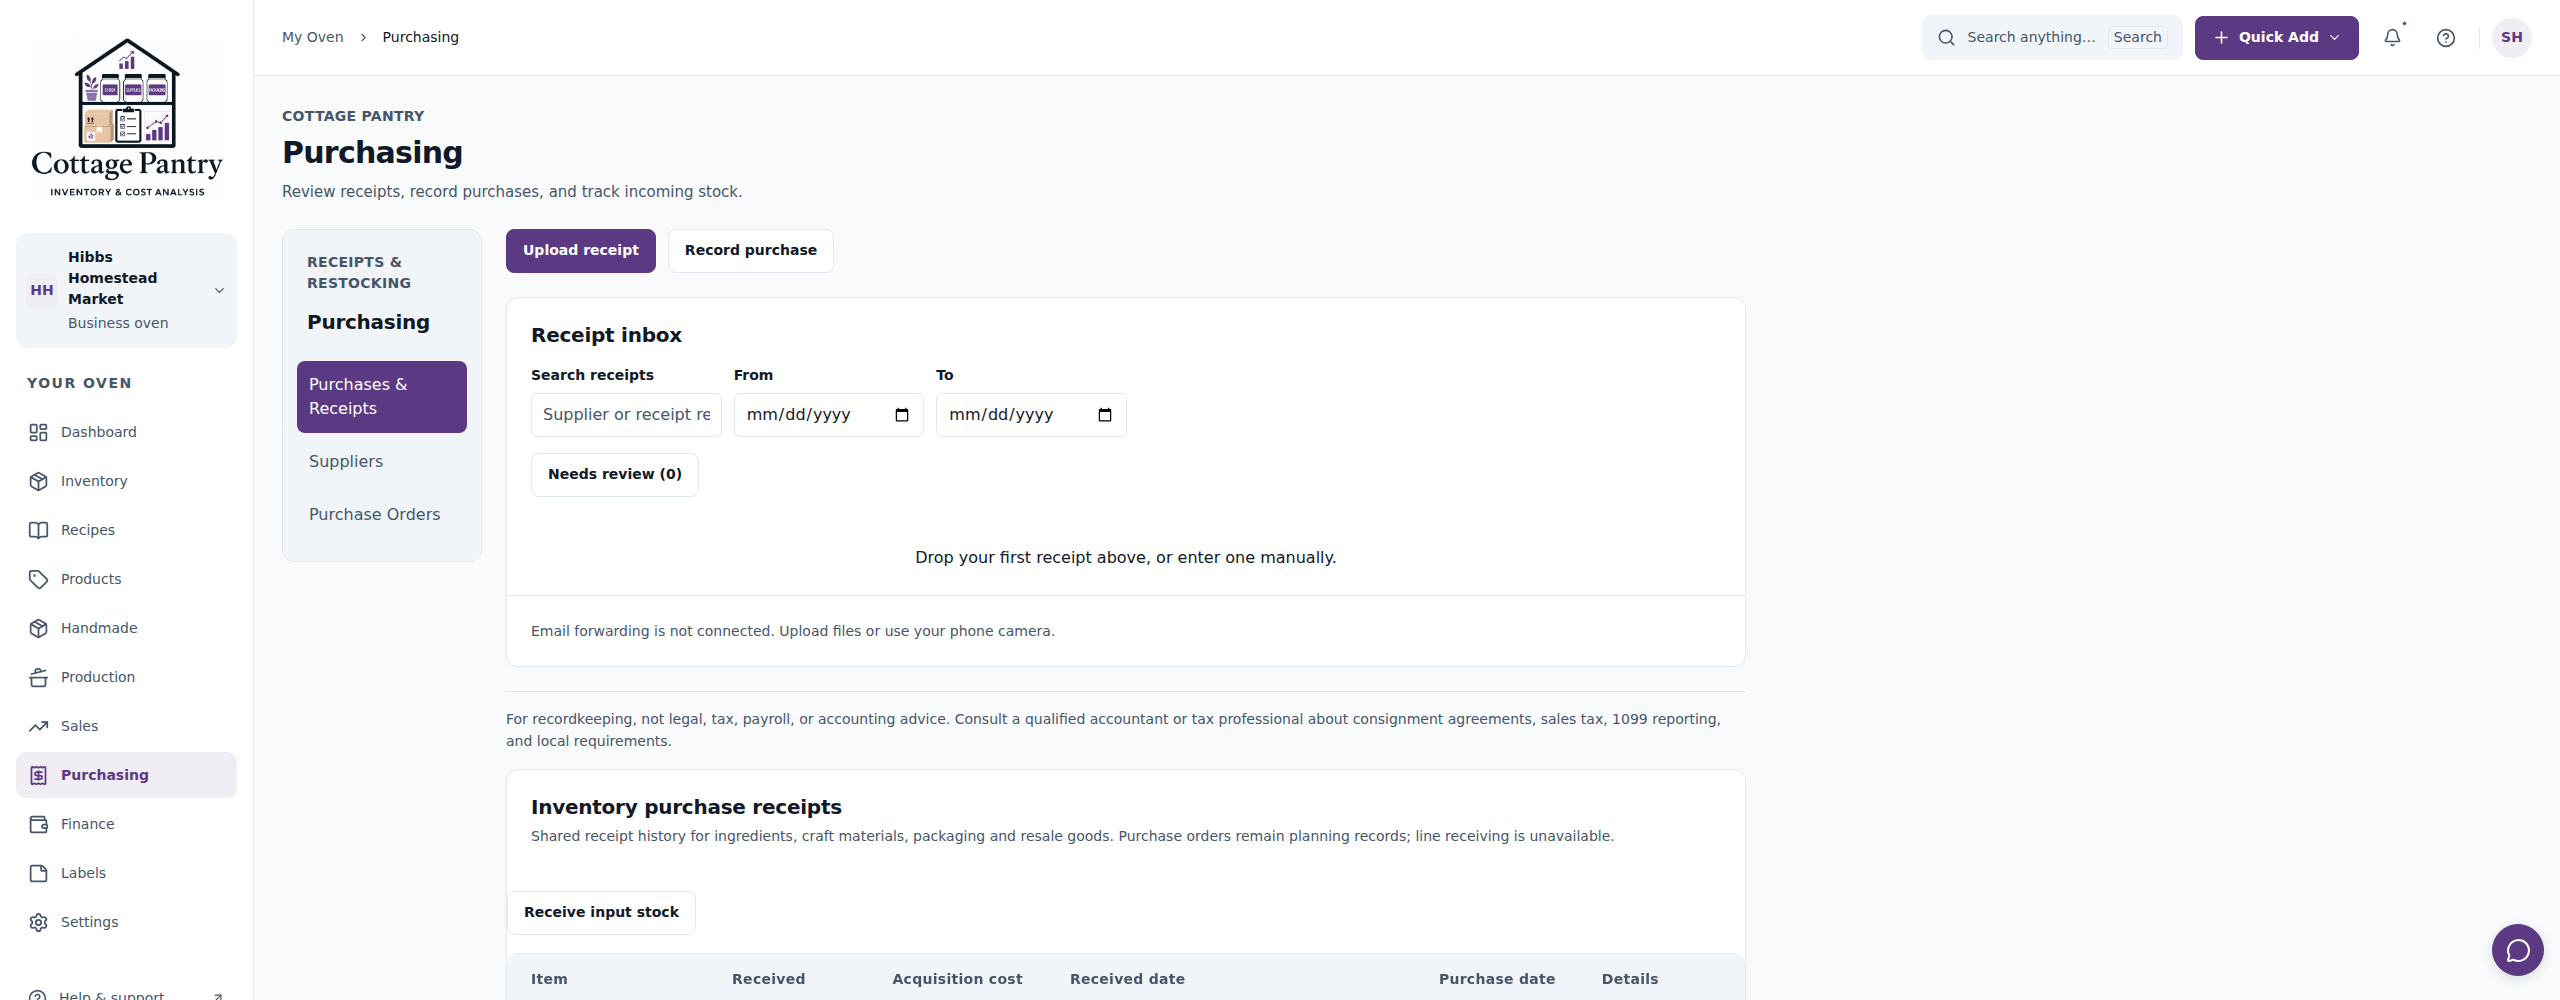 Cottage Pantry
INVENTORY & COST ANALYSIS
HH
Hibbs
Homestead
Market
Business oven
YOUR OVEN
Dashboard
Inventory
Recipes
Products
Handmade
Production
Sales
Purchasing
Finance
Labels
Settings
Help & support
My Oven > Purchasing
Search anything... Search
Quick Add
SH
COTTAGE PANTRY
Purchasing
Review receipts, record purchases, and track incoming stock.
RECEIPTS &
RESTOCKING
Purchasing
Purchases &
Receipts
Suppliers
Purchase Orders
Upload receipt Record purchase
Receipt inbox
Search receipts From To
Supplier or receipt re mm/dd/yyyy mm/dd/yyyy
Needs review (0)
Drop your first receipt above, or enter one manually.
Email forwarding is not connected. Upload files or use your phone camera.
For recordkeeping, not legal, tax, payroll, or accounting advice. Consult a qualified accountant or tax professional about consignment agreements, sales tax, 1099 reporting,
and local requirements.
Inventory purchase receipts
Shared receipt history for ingredients, craft materials, packaging and resale goods. Purchase orders remain planning records; line receiving is unavailable.
Receive input stock
Item Received Acquisition cost Received date Purchase date Details